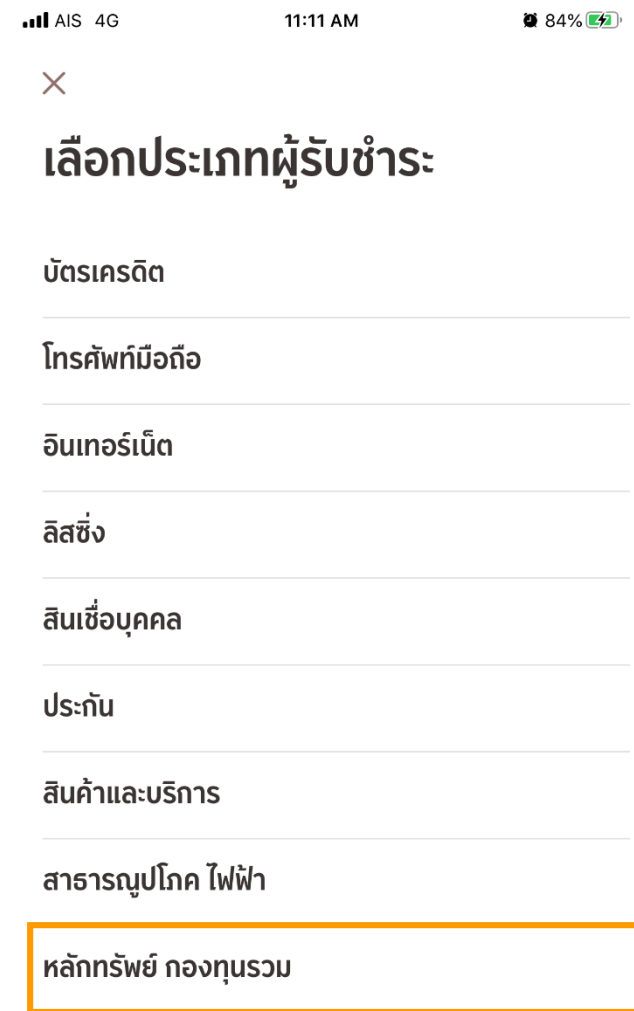 AIS 4G 11:11 AM 84%
เลือกประเภทผู้รับชำระ
บัตรเครดิต
โทรศัพท์มือถือ
อินเทอร์เน็ต
ลิสซิ่ง
สินเชื่อบุคคล
ประกัน
สินค้าและบริการ
สาธารณูปโภค ไฟฟ้า
หลักทรัพย์ กองทุนรวม